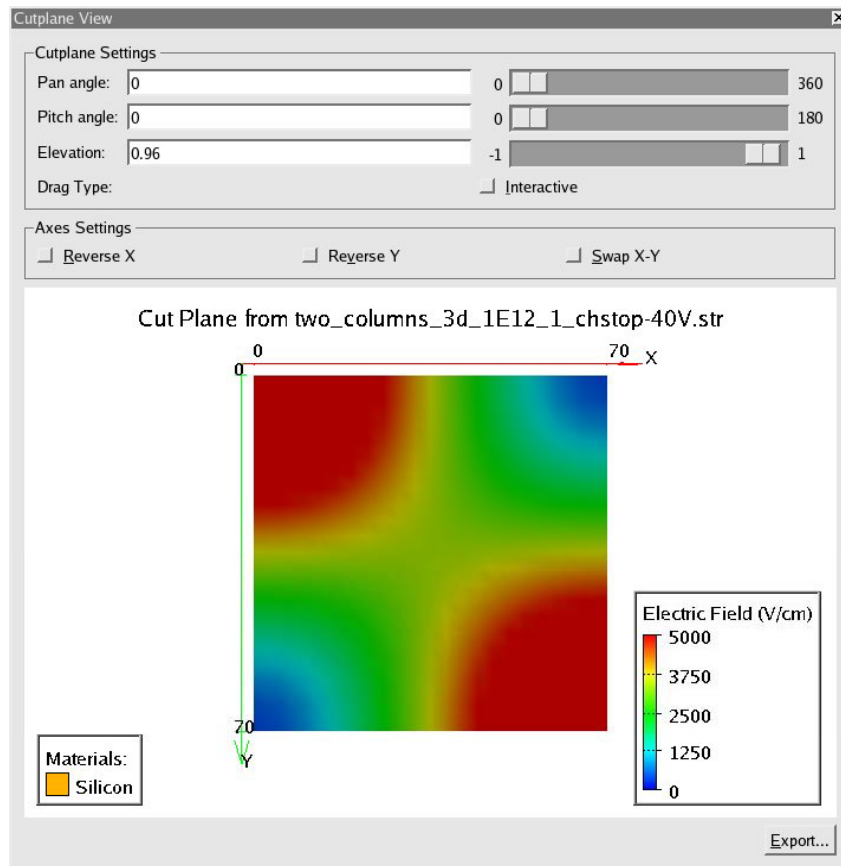 Cutplane View
Cutplane Settings
Pan angle: 0 0 360
Pitch angle: 0 0 180
Elevation: 0.96 -1 1
Drag Type: Interactive
Axes Settings
Reverse X Reverse Y Swap X-Y
Cut Plane from two_columns_3d_1E12_1_chstop-40V.str
0 70 X
0
Electric Field (V/cm)
5000
3750
2500
1250
0
70
Y
Materials:
Silicon
Export...